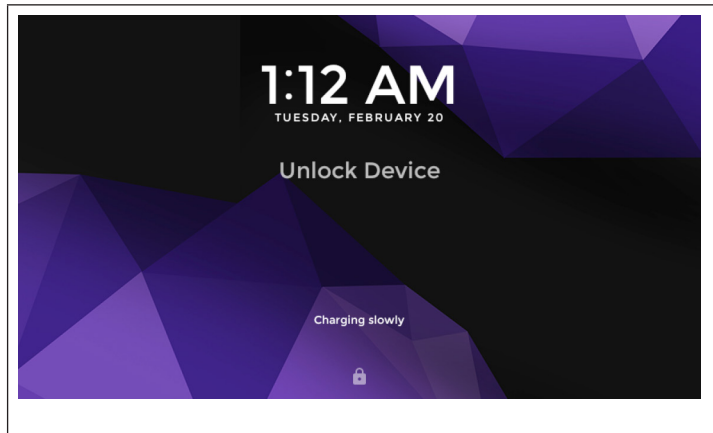 1:12 AM
TUESDAY, FEBRUARY 20
Unlock Device
Charging slowly